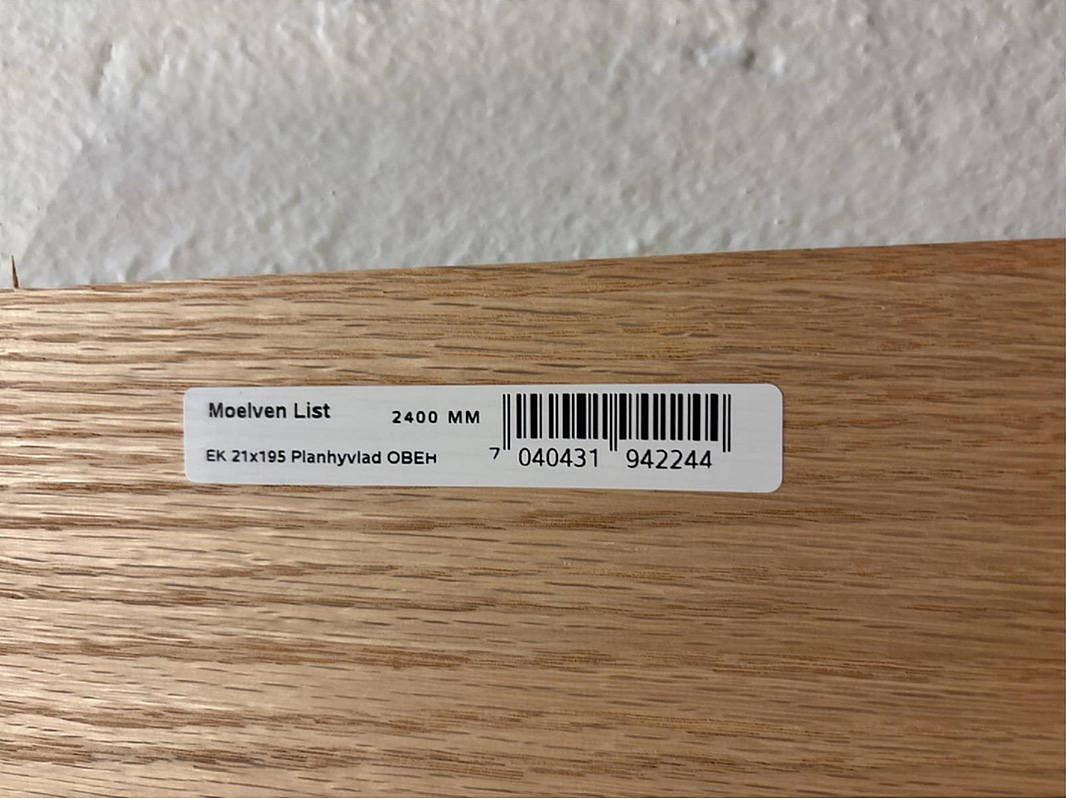 Moelven List 2400 MM
EK 21x195 Planhyvlad OBEH
7 040431 942244